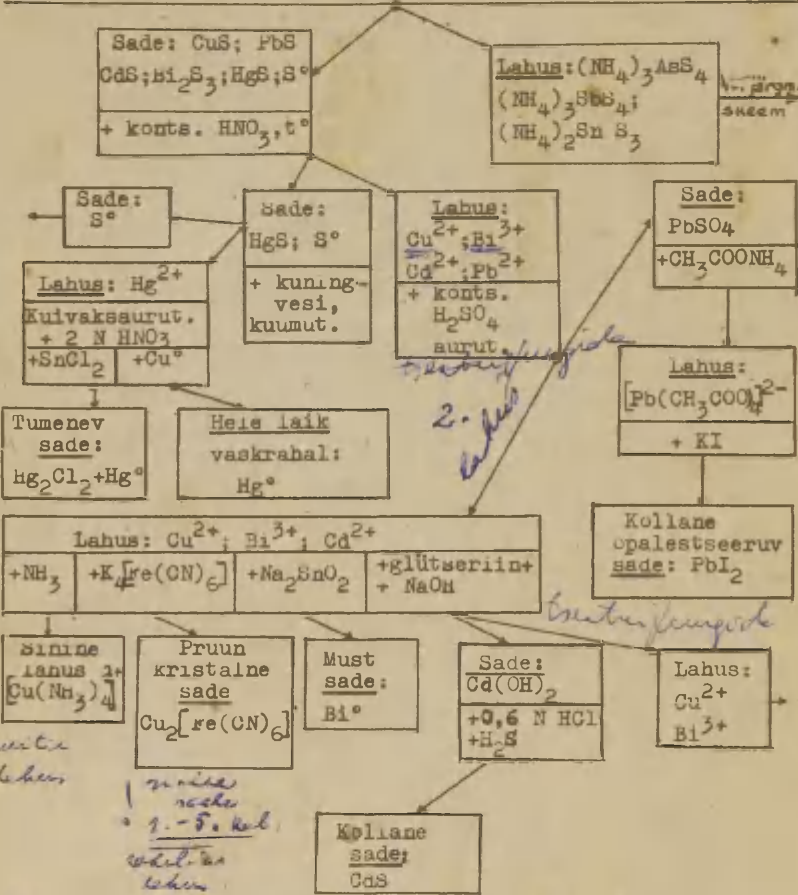 Sade: CuS; PbS
CdS;Bi₂S₃;HgS;S°
+ konts. HNO₃,t°
Lahus:(NH₄)₃AsS₄
(NH₄)₃SbS₄;
(NH₄)₂Sn S₃
skeem
Sade:
S°
Sade:
HgS; S°
+ kuning-
vesi,
kuumut.
Lahus:
Cu²⁺;Bi³⁺
Cd²⁺;Pb²⁺
+ konts.
H₂SO₄
aurut.
Sade:
PbSO₄
+CH₃COONH₄
Lahus: Hg²⁺
Kuivaksaurut.
+ 2 N HNO₃
+SnCl₂
+Cu°
Lahus:
[Pb(CH₃COO)₄]²⁻
+ KI
2.
lahus
Tumenev
sade:
Hg₂Cl₂+Hg°
Hele laik
vaskrahal:
Hg°
Kollane
opalestseeruv
sade: PbI₂
Lahus: Cu²⁺; Bi³⁺; Cd²⁺
+NH₃
+K₄[Fe(CN)₆]
+Na₂SnO₂
+glütseriin+
+ NaOH
Sinine
lahus
[Cu(NH₃)₄]²⁺
Pruun
kristalne
sade
Cu₂[Fe(CN)₆]
Must
sade:
Bi°
Sade:
Cd(OH)₂
+0,6 N HCl
+H₂S
Lahus:
Cu²⁺
Bi³⁺
Kollane
sade:
CdS